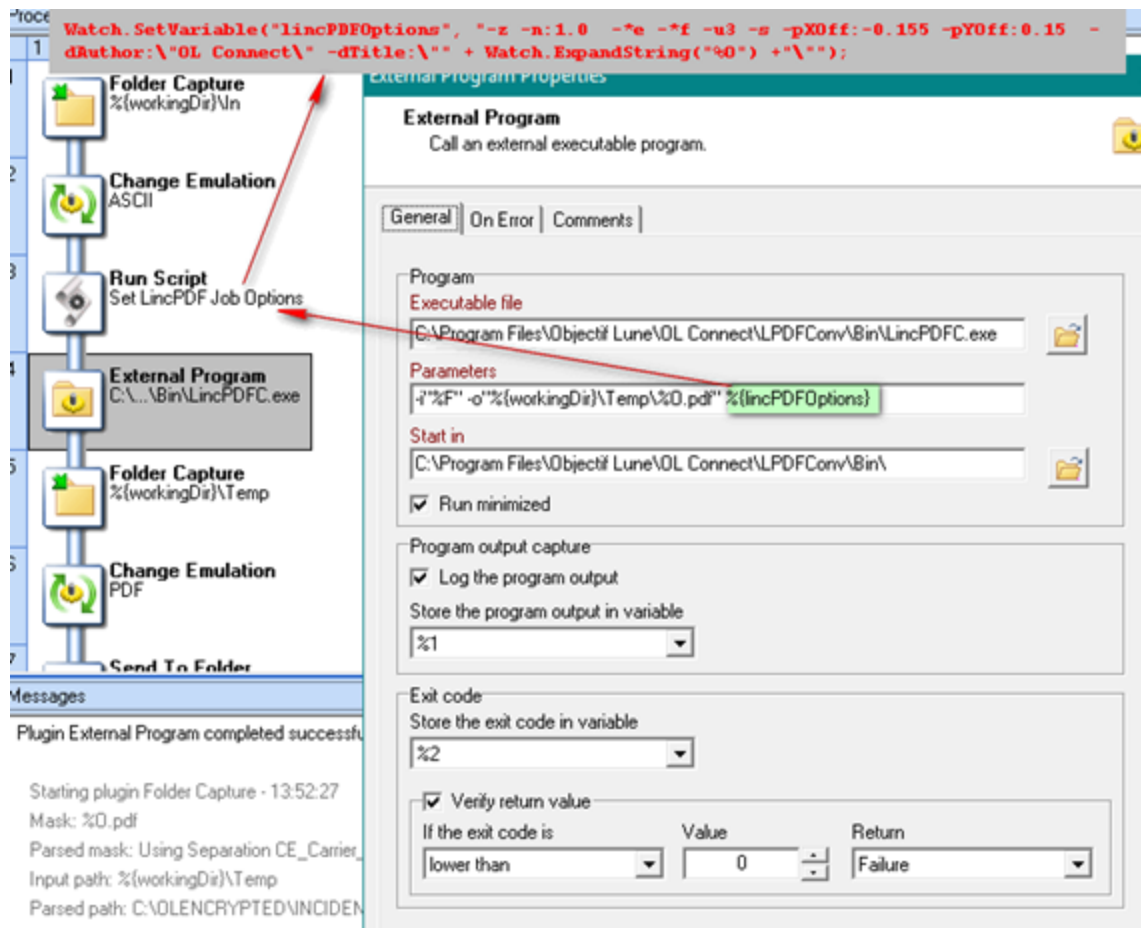 Proce
Watch.SetVariable("lincPDFOptions", "-z -n:1.0 -*e -*f -u3 -s -pXOff:-0.155 -pYOff:0.15 -
dAuthor:\"OL Connect\" -dTitle:\"" + Watch.ExpandString("%O") +"\"");
1
Folder Capture
%{workingDir}\In
2
Change Emulation
ASCII
3
Run Script
Set LincPDF Job Options
4
External Program
C:\...\Bin\LincPDFC.exe
5
Folder Capture
%{workingDir}\Temp
6
Change Emulation
PDF
7
Send To Folder
Messages
Plugin External Program completed successfu
Starting plugin Folder Capture - 13:52:27
Mask: %O.pdf
Parsed mask: Using Separation CE_Carrier_
Input path: %{workingDir}\Temp
Parsed path: C:\OLENCRYPTED\INCIDEN
External Program Properties
External Program
Call an external executable program.
General On Error Comments
Program
Executable file
C:\Program Files\Objectif Lune\OL Connect\LPDFConv\Bin\LincPDFC.exe
Parameters
-i"%F" -o"%{workingDir}\Temp\%O.pdf" %{lincPDFOptions}
Start in
C:\Program Files\Objectif Lune\OL Connect\LPDFConv\Bin\
Run minimized
Program output capture
Log the program output
Store the program output in variable
%1
Exit code
Store the exit code in variable
%2
Verify return value
If the exit code is Value Return
lower than 0 Failure